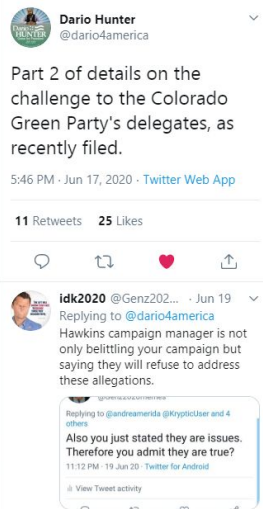 Dario Hunter
@dario4america
Part 2 of details on the
challenge to the Colorado
Green Party's delegates, as
recently filed.
5:46 PM · Jun 17, 2020 · Twitter Web App
11 Retweets 25 Likes
idk2020 @Genz202... · Jun 19
Replying to @dario4america
Hawkins campaign manager is not
only belittling your campaign but
saying they will refuse to address
these allegations.
Replying to @andreamerida @KrypticUser and 4
others
Also you just stated they are issues.
Therefore you admit they are true?
11:12 PM · 19 Jun 20 · Twitter for Android
View Tweet activity